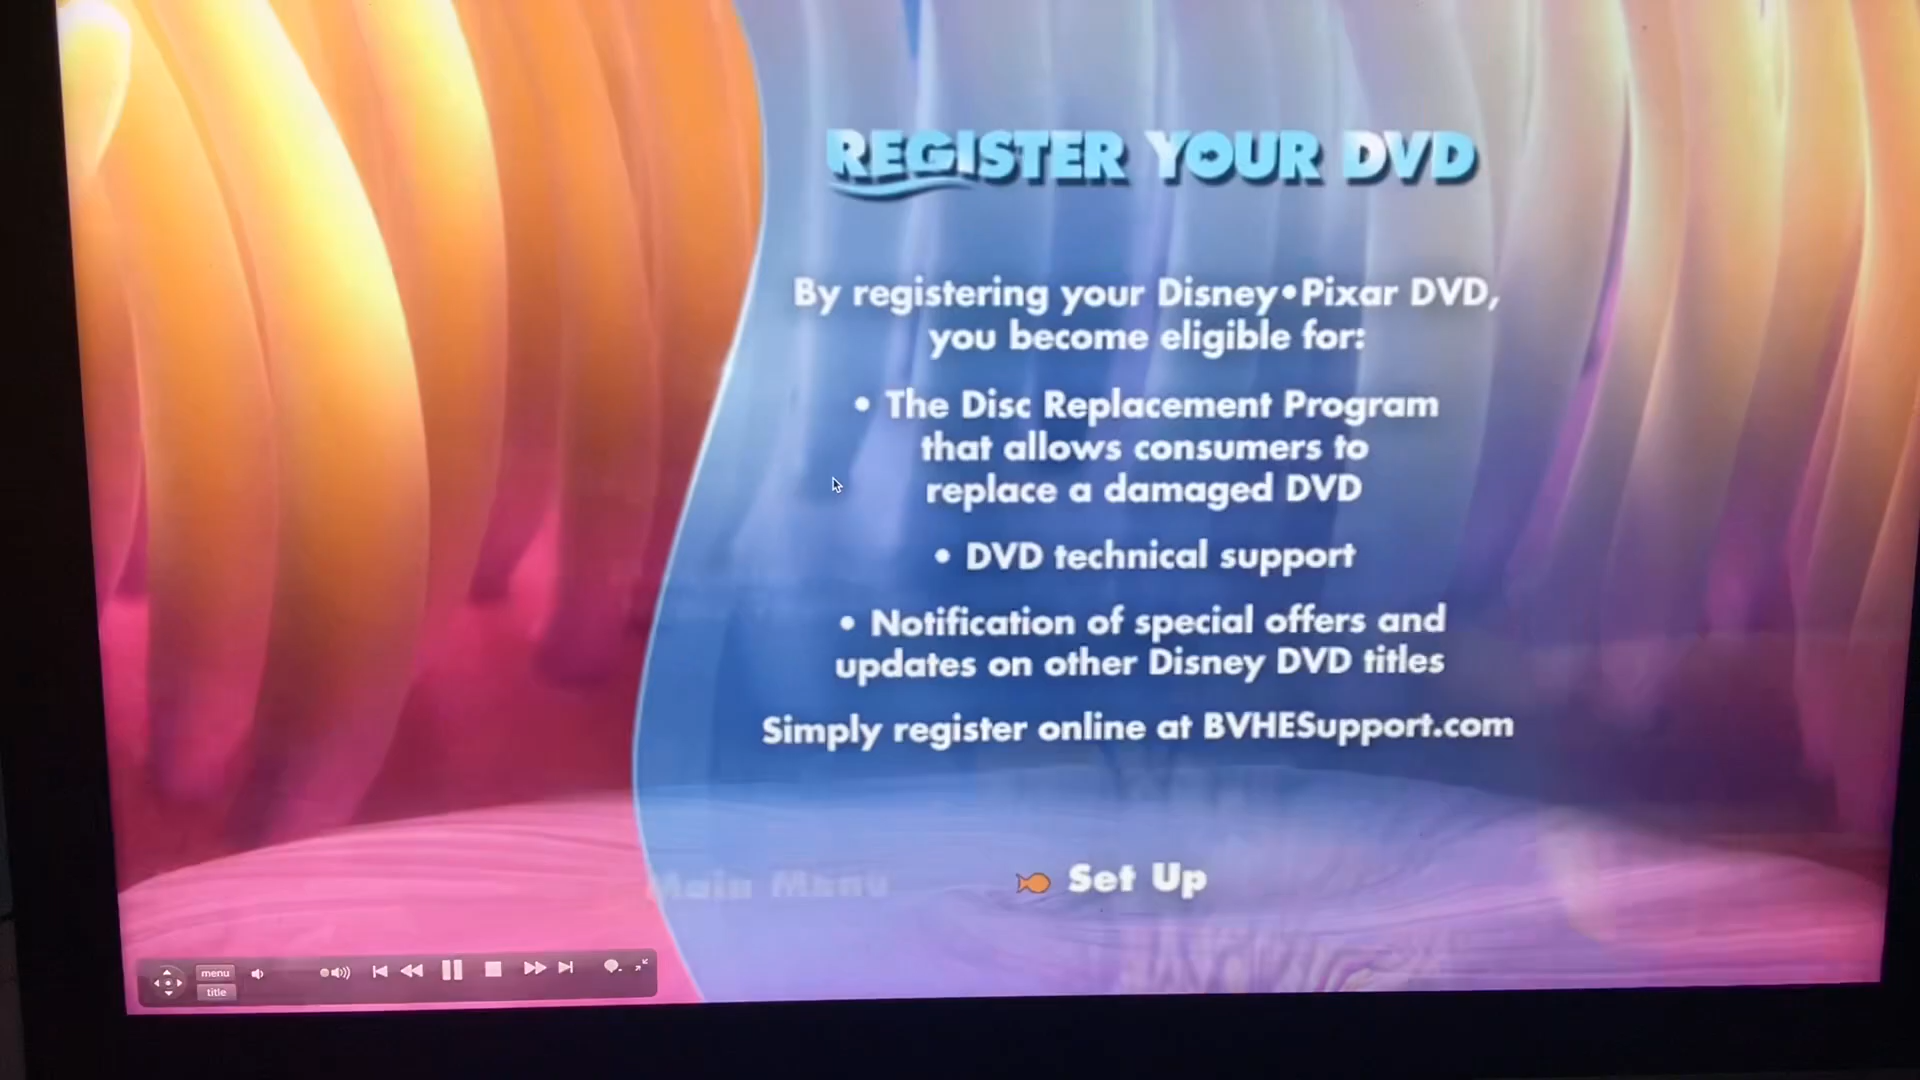 REGISTER YOUR DVD
By registering your Disney•Pixar DVD,
you become eligible for:
• The Disc Replacement Program
that allows consumers to
replace a damaged DVD
• DVD technical support
• Notification of special offers and
updates on other Disney DVD titles
Simply register online at BVHESupport.com
Main Menu
Set Up
menu
title